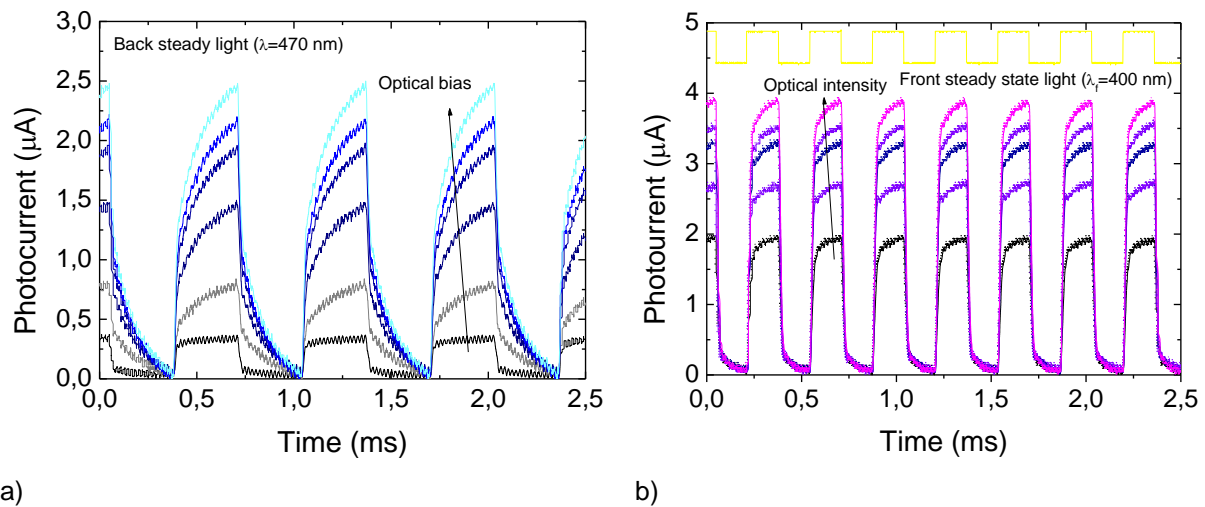 Back steady light (λ=470 nm)
Optical bias
Photocurrent (μA)
3,0
2,5
2,0
1,5
1,0
0,5
0,0
0,0 0,5 1,0 1,5 2,0 2,5
Time (ms)
a)
Optical intensity
Front steady state light (λf=400 nm)
Photourrent (μA)
5
4
3
2
1
0
0,0 0,5 1,0 1,5 2,0 2,5
Time (ms)
b)